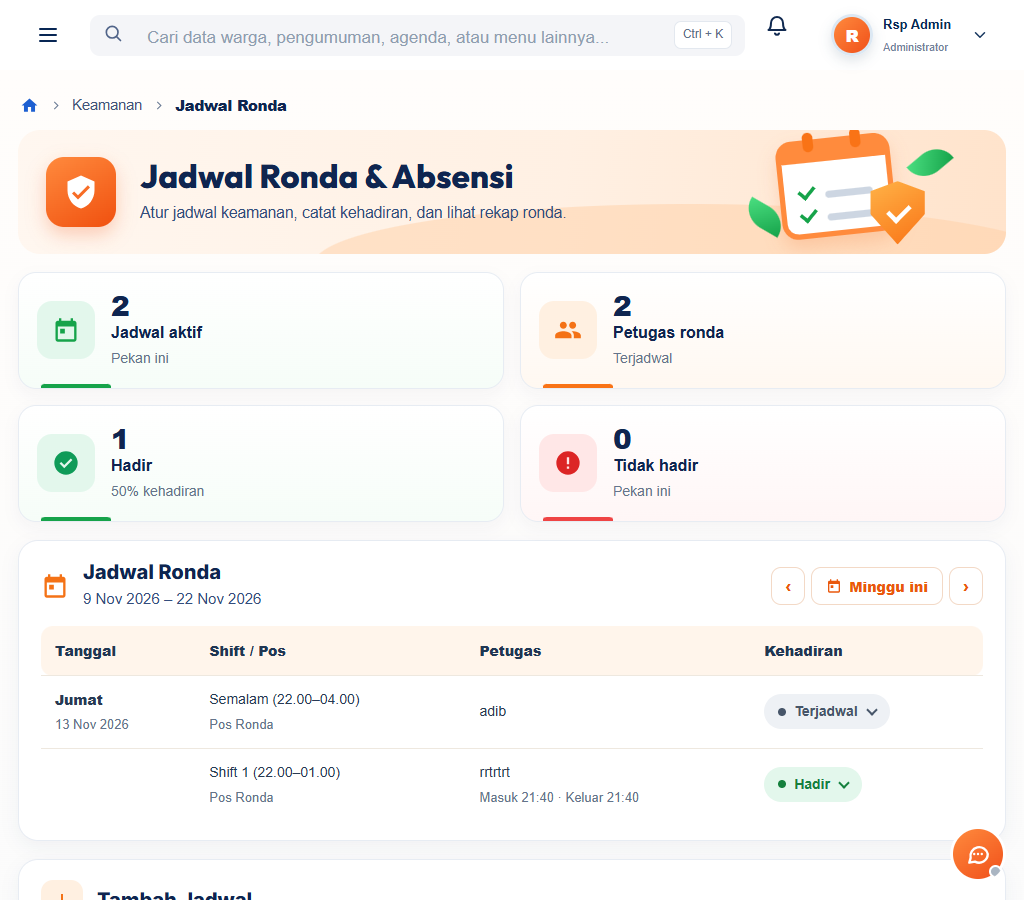 Cari data warga, pengumuman, agenda, atau menu lainnya...
Ctrl + K
R
Rsp Admin
Administrator
Keamanan
Jadwal Ronda
Jadwal Ronda & Absensi
Atur jadwal keamanan, catat kehadiran, dan lihat rekap ronda.
2
Jadwal aktif
Pekan ini
2
Petugas ronda
Terjadwal
1
Hadir
50% kehadiran
0
Tidak hadir
Pekan ini
Jadwal Ronda
9 Nov 2026 – 22 Nov 2026
Minggu ini
Tanggal Shift / Pos Petugas Kehadiran
Jumat
13 Nov 2026
Semalam (22.00–04.00)
Pos Ronda
adib
Terjadwal
Shift 1 (22.00–01.00)
Pos Ronda
rrtrtrt
Masuk 21:40 · Keluar 21:40
Hadir
Tambah Jadwal